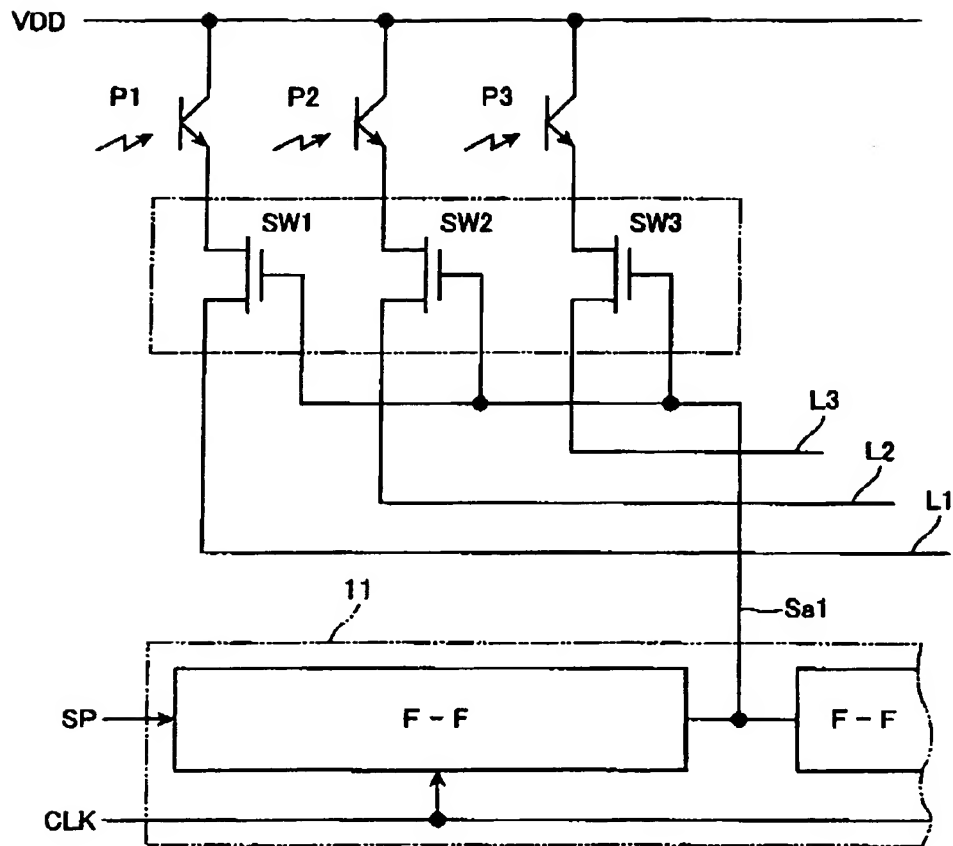 VDD
P1 P2 P3
SW1 SW2 SW3
L3
L2
L1
11
Sa1
SP F-F F-F
CLK